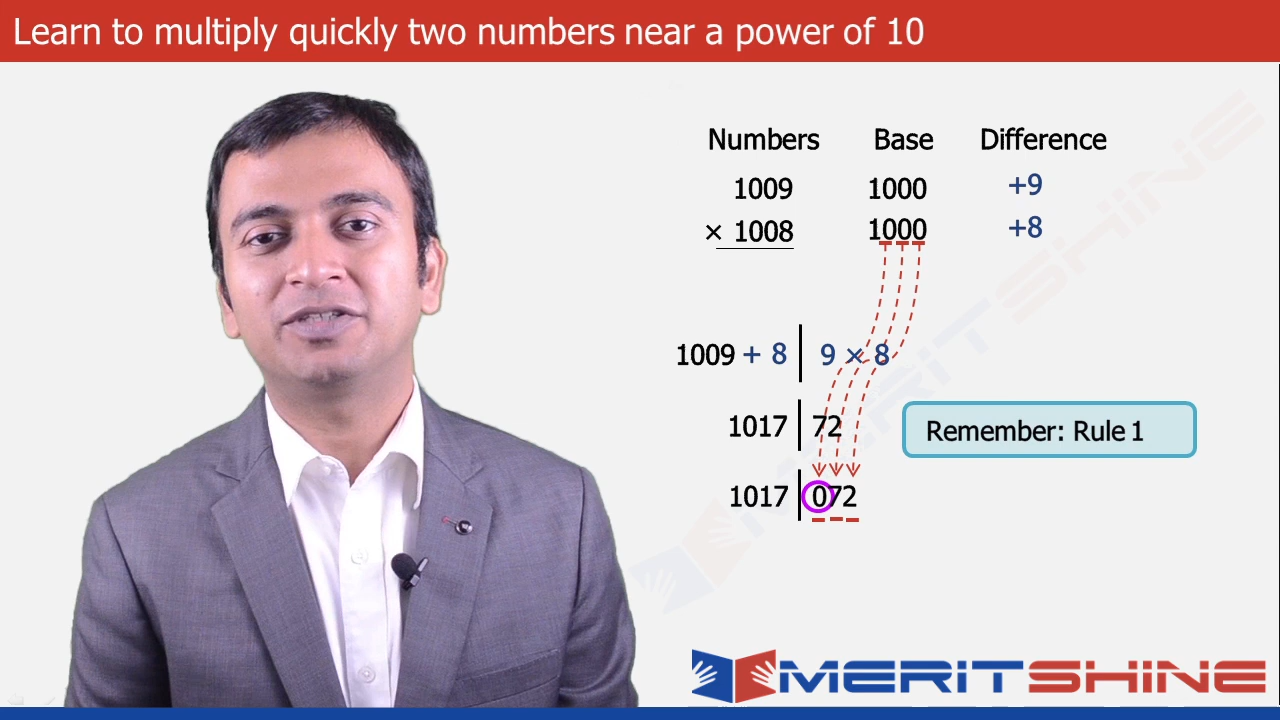 Learn to multiply quickly two numbers near a power of 10
Numbers Base Difference
1009 1000 +9
× 1008 1000 +8
1009 + 8 | 9 × 8
1017 | 72
Remember: Rule 1
1017 | 072
MERITSHINE
MERITSHINE